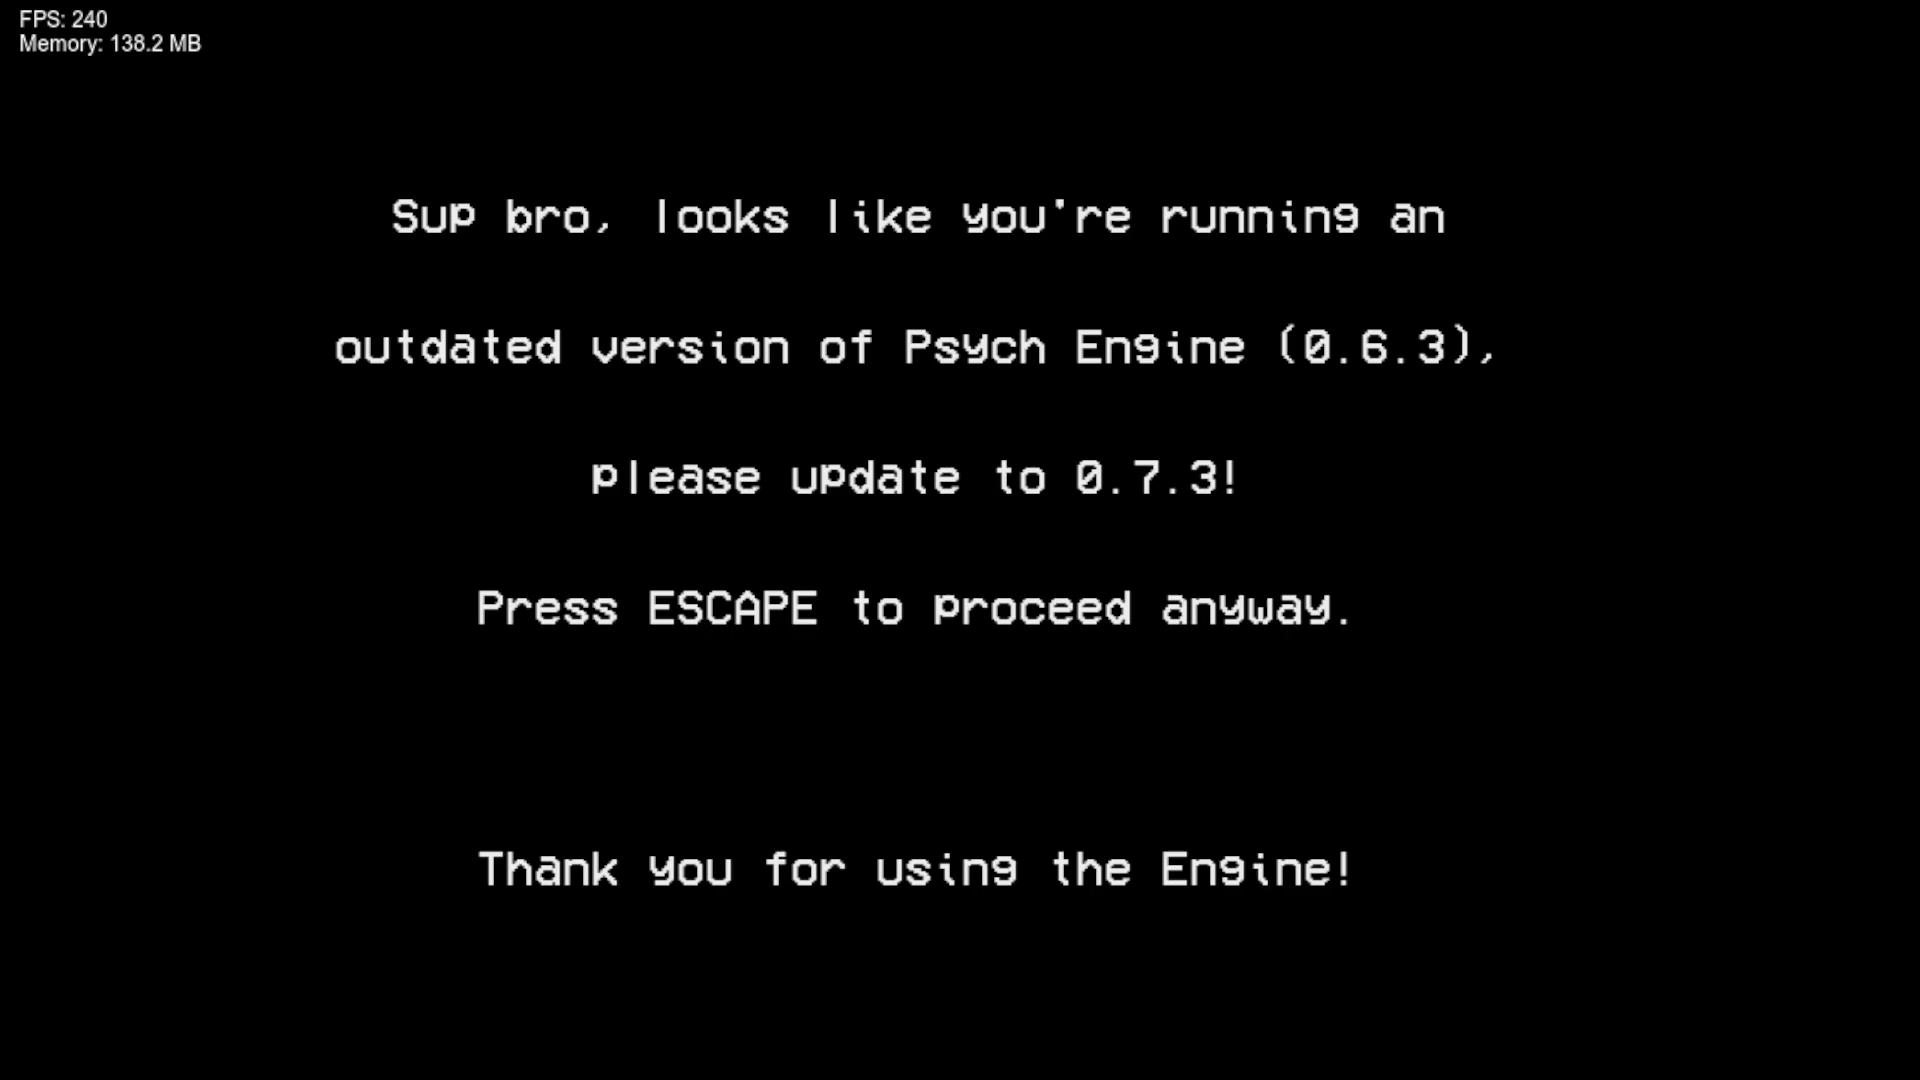 FPS: 240
Memory: 138.2 MB
Sup bro, looks like you're running an
outdated version of Psych Engine (0.6.3),
please update to 0.7.3!
Press ESCAPE to proceed anyway.
Thank you for using the Engine!